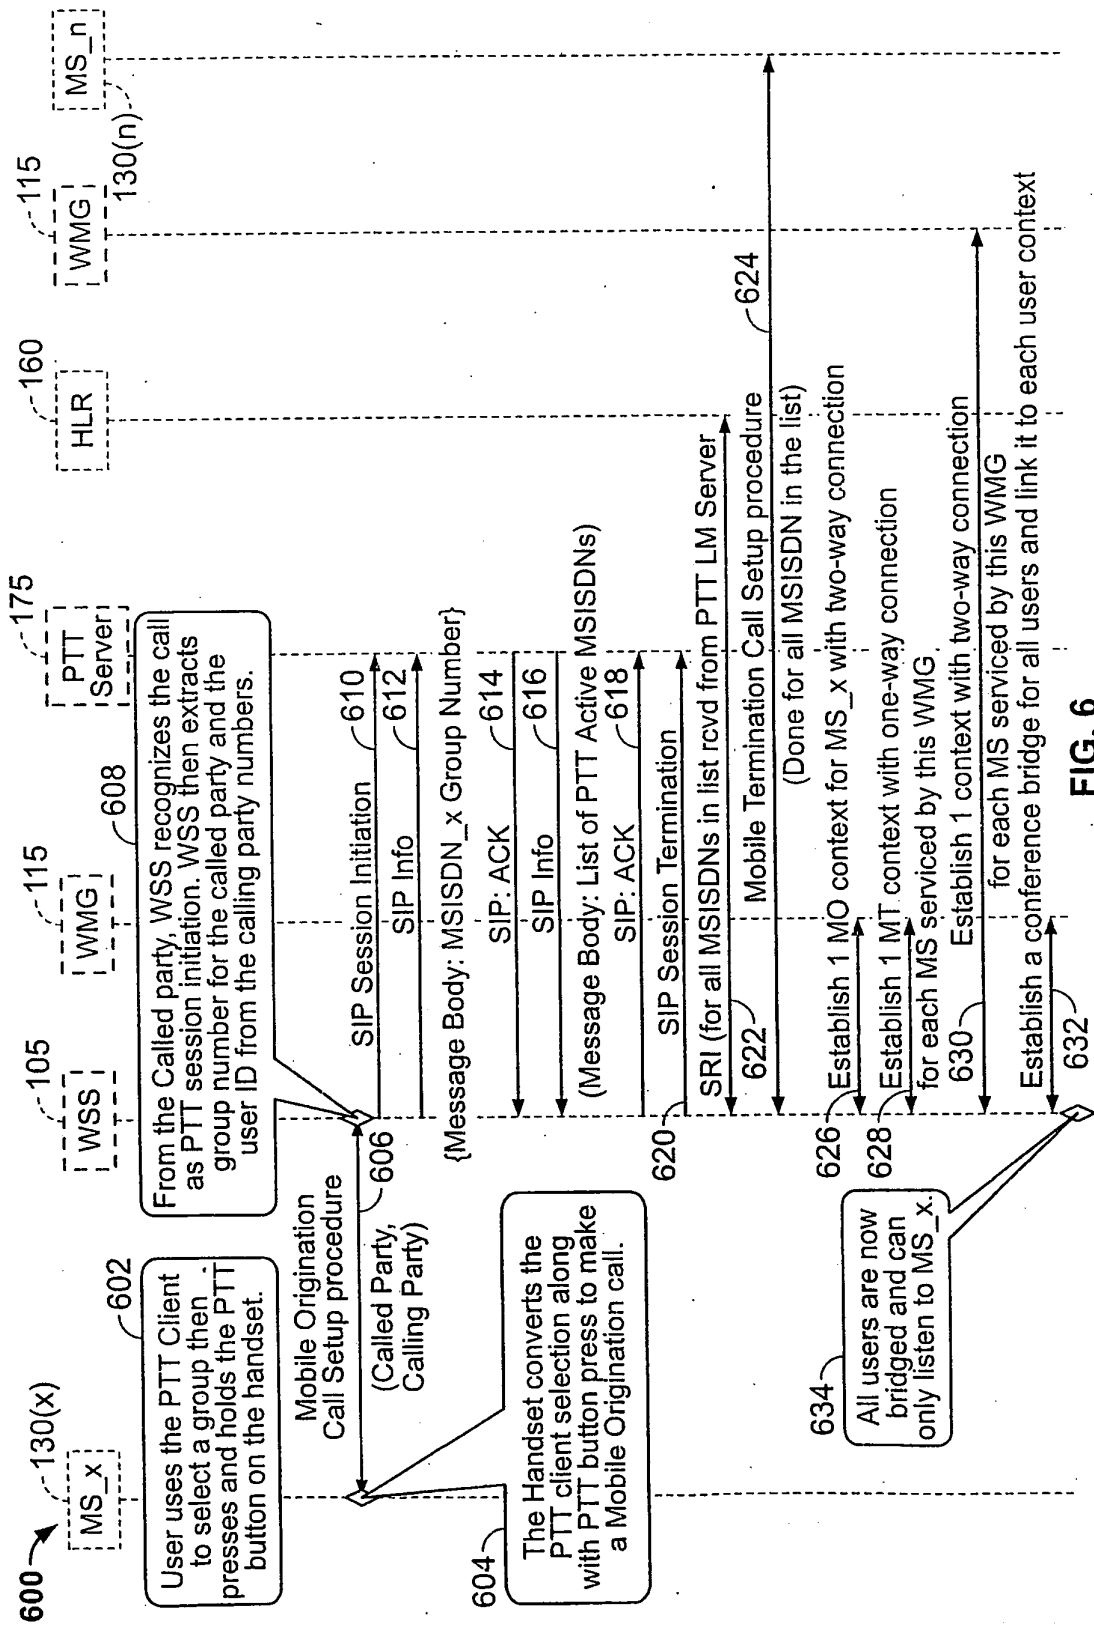 600
130(x)
MS_x
105
WSS
115
WMG
175
PTT
Server
160
HLR
115
WMG
130(n)
MS_n
602
User uses the PTT Client
to select a group then
presses and holds the PTT
button on the handset.
608
From the Called party, WSS recognizes the call
as PTT session initiation. WSS then extracts
group number for the called party and the
user ID from the calling party numbers.
Mobile Origination
Call Setup procedure
606
(Called Party,
Calling Party)
604
The Handset converts the
PTT client selection along
with PTT button press to make
a Mobile Origination call.
SIP Session Initiation
610
SIP Info
612
{Message Body: MSISDN_x Group Number}
SIP: ACK
614
SIP Info
616
(Message Body: List of PTT Active MSISDNs)
SIP: ACK
618
620
SIP Session Termination
SRI (for all MSISDNs in list rcvd from PTT LM Server
622
Mobile Termination Call Setup procedure
624
(Done for all MSISDN in the list)
626
Establish 1 MO context for MS_x with two-way connection
628
Establish 1 MT context with one-way connection
for each MS serviced by this WMG
630
Establish 1 context with two-way connection
for each MS serviced by this WMG
Establish a conference bridge for all users and link it to each user context
632
634
All users are now
bridged and can
only listen to MS_x.
FIG. 6